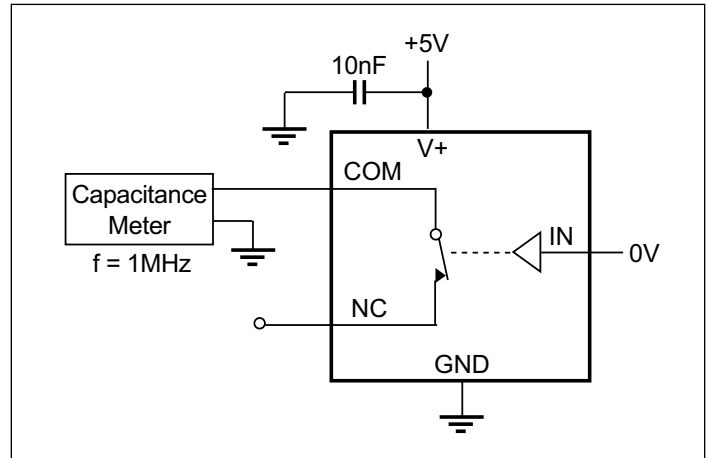 +5V
10nF
V+
COM
Capacitance
Meter
f = 1MHz
IN
0V
NC
GND